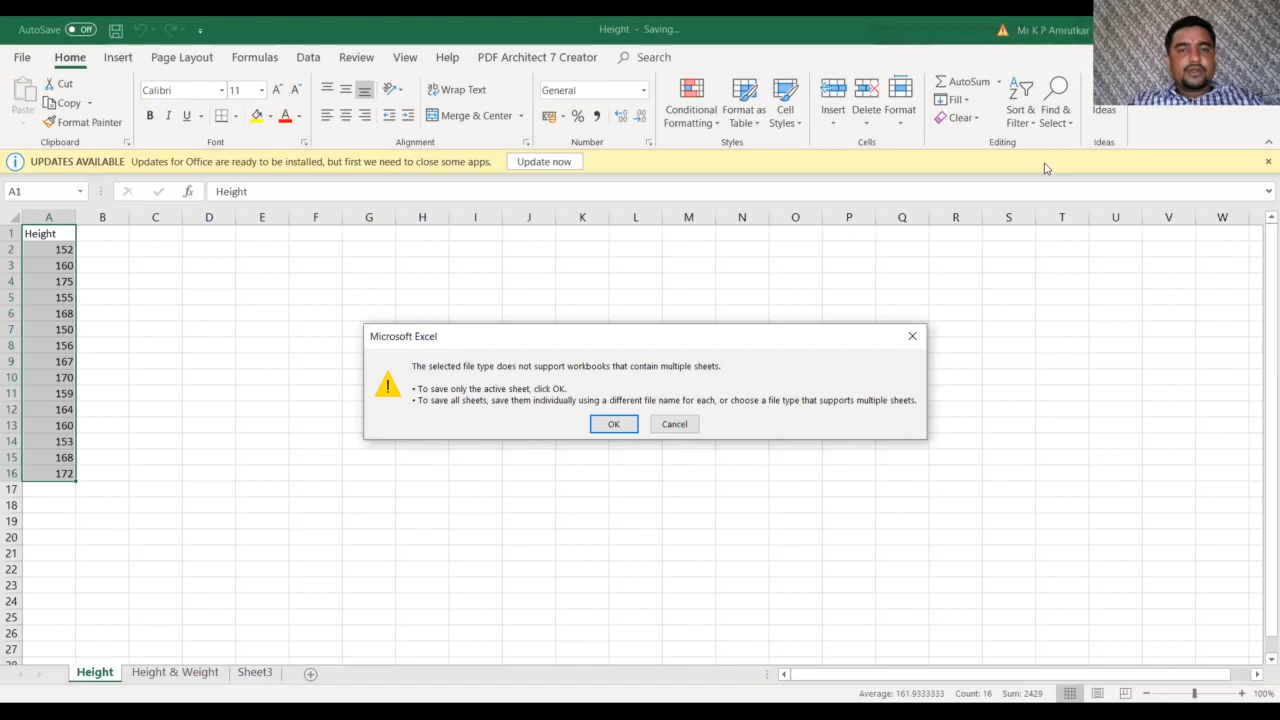 AutoSave Off
Height - Saving...
Mr K P Amrutkar
File Home Insert Page Layout Formulas Data Review View Help PDF Architect 7 Creator Search
Paste
Cut
Copy
Format Painter
Clipboard
Calibri 11
B I U
Font
Wrap Text
Merge & Center
Alignment
General
Number
Conditional Formatting
Format as Table
Cell Styles
Styles
Insert Delete Format
Cells
AutoSum
Fill
Clear
Sort & Filter
Find & Select
Editing
Ideas
Ideas
UPDATES AVAILABLE Updates for Office are ready to be installed, but first we need to close some apps. Update now
A1 fx Height
A B C D E F G H I J K L M N O P Q R S T U V W
1 Height
2 152
3 160
4 175
5 155
6 168
7 150
8 156
9 167
10 170
11 159
12 164
13 160
14 153
15 168
16 172
17
18
19
20
21
22
23
24
25
26
27
28
Microsoft Excel
The selected file type does not support workbooks that contain multiple sheets.
• To save only the active sheet, click OK.
• To save all sheets, save them individually using a different file name for each, or choose a file type that supports multiple sheets.
OK Cancel
Height Height & Weight Sheet3
Average: 161.9333333 Count: 16 Sum: 2429 100%